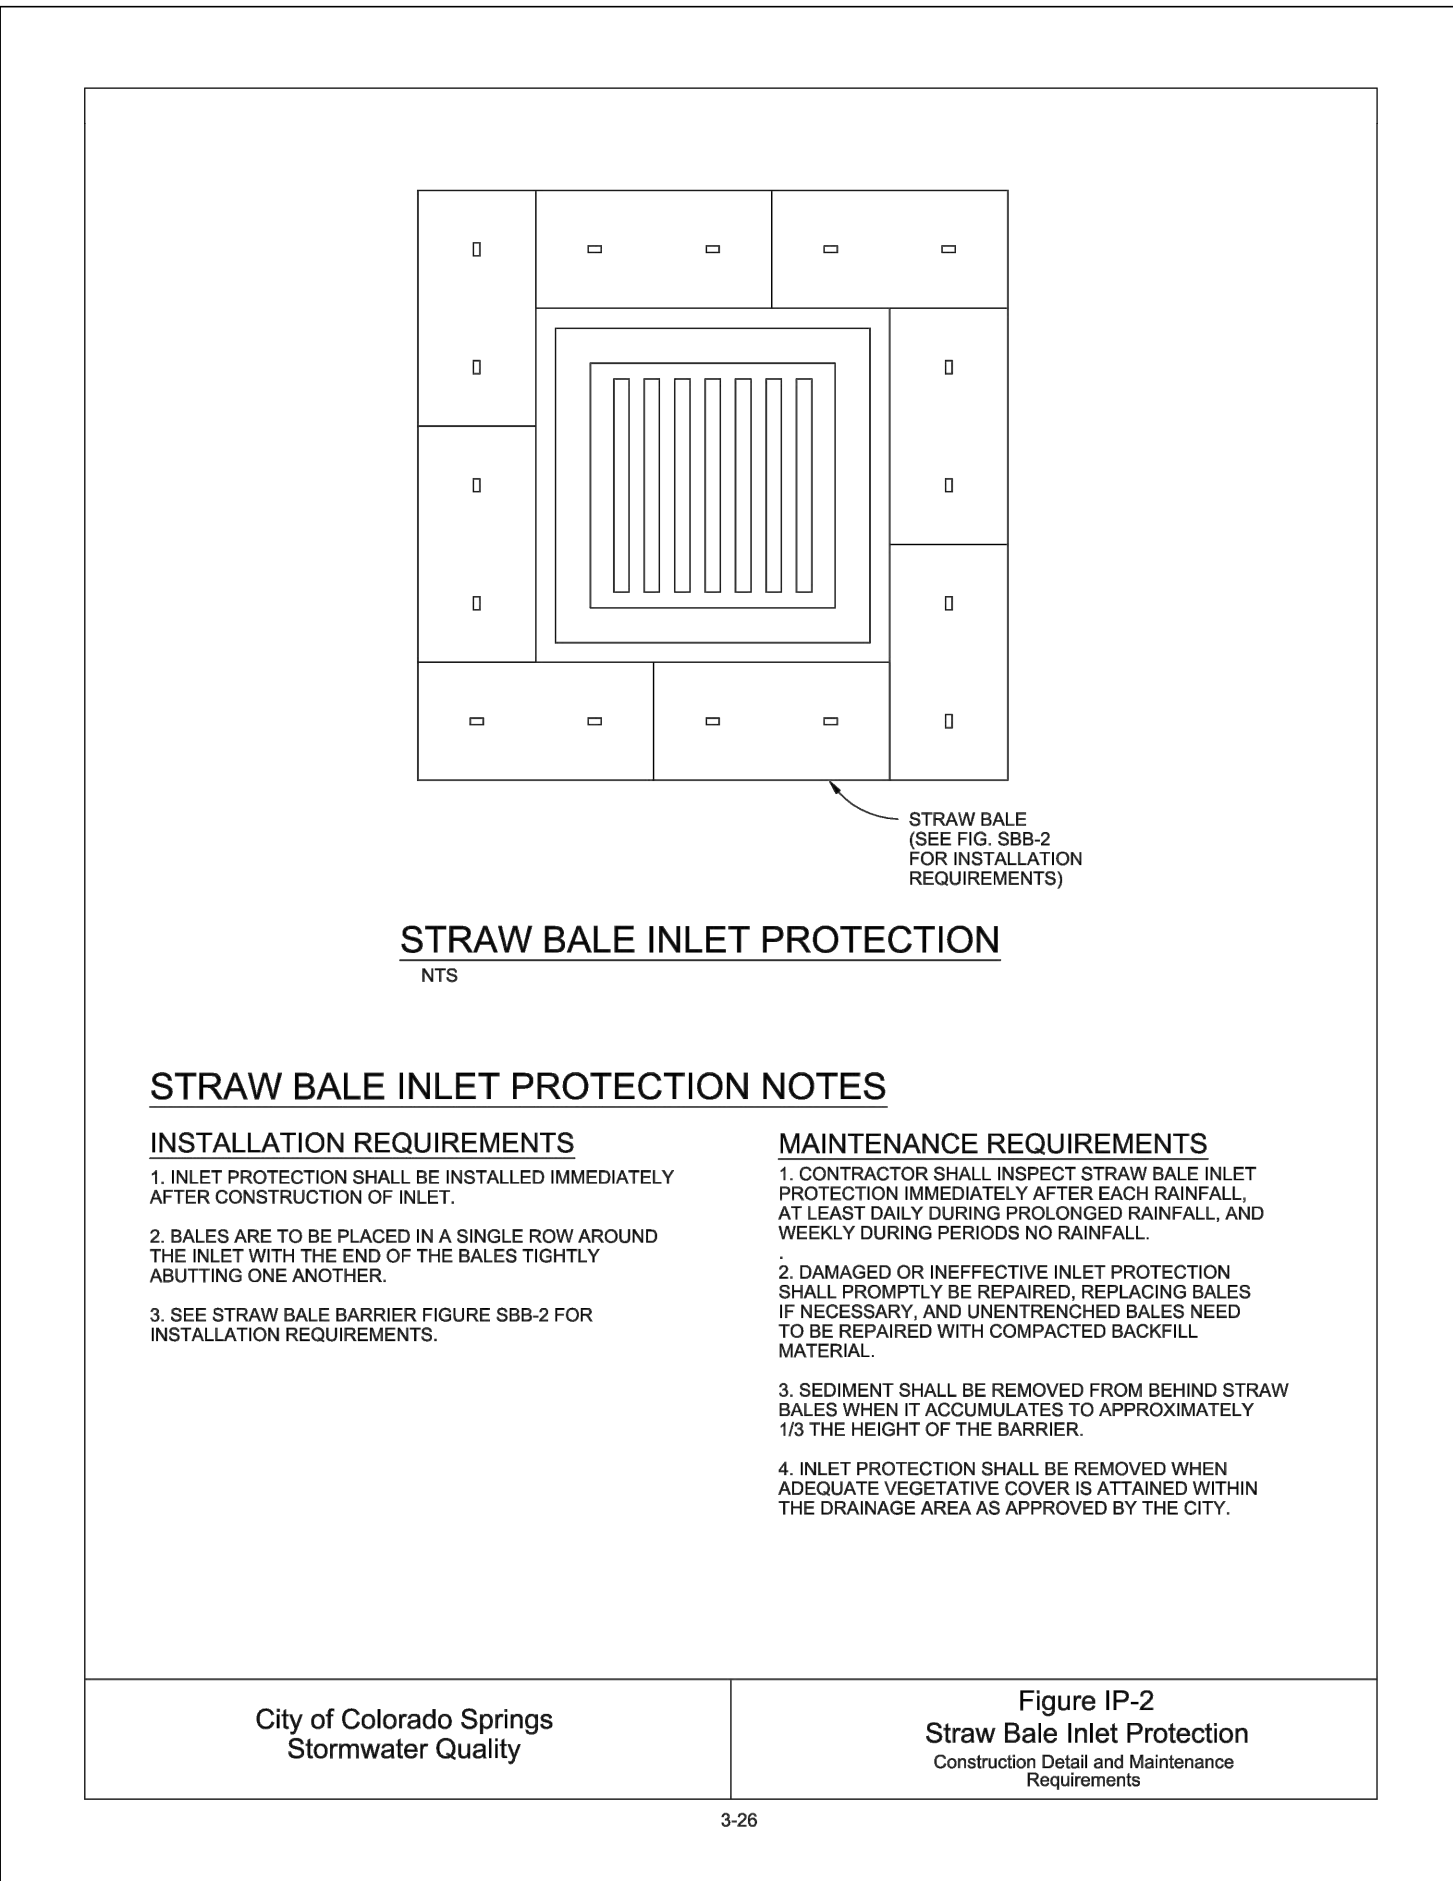 STRAW BALE
(SEE FIG. SBB-2
FOR INSTALLATION
REQUIREMENTS)
STRAW BALE INLET PROTECTION
NTS
STRAW BALE INLET PROTECTION NOTES
INSTALLATION REQUIREMENTS
1. INLET PROTECTION SHALL BE INSTALLED IMMEDIATELY
AFTER CONSTRUCTION OF INLET.
2. BALES ARE TO BE PLACED IN A SINGLE ROW AROUND
THE INLET WITH THE END OF THE BALES TIGHTLY
ABUTTING ONE ANOTHER.
3. SEE STRAW BALE BARRIER FIGURE SBB-2 FOR
INSTALLATION REQUIREMENTS.
MAINTENANCE REQUIREMENTS
1. CONTRACTOR SHALL INSPECT STRAW BALE INLET
PROTECTION IMMEDIATELY AFTER EACH RAINFALL,
AT LEAST DAILY DURING PROLONGED RAINFALL, AND
WEEKLY DURING PERIODS NO RAINFALL.
.
2. DAMAGED OR INEFFECTIVE INLET PROTECTION
SHALL PROMPTLY BE REPAIRED, REPLACING BALES
IF NECESSARY, AND UNENTRENCHED BALES NEED
TO BE REPAIRED WITH COMPACTED BACKFILL
MATERIAL.
3. SEDIMENT SHALL BE REMOVED FROM BEHIND STRAW
BALES WHEN IT ACCUMULATES TO APPROXIMATELY
1/3 THE HEIGHT OF THE BARRIER.
4. INLET PROTECTION SHALL BE REMOVED WHEN
ADEQUATE VEGETATIVE COVER IS ATTAINED WITHIN
THE DRAINAGE AREA AS APPROVED BY THE CITY.
City of Colorado Springs
Stormwater Quality
Figure IP-2
Straw Bale Inlet Protection
Construction Detail and Maintenance
Requirements
3-26